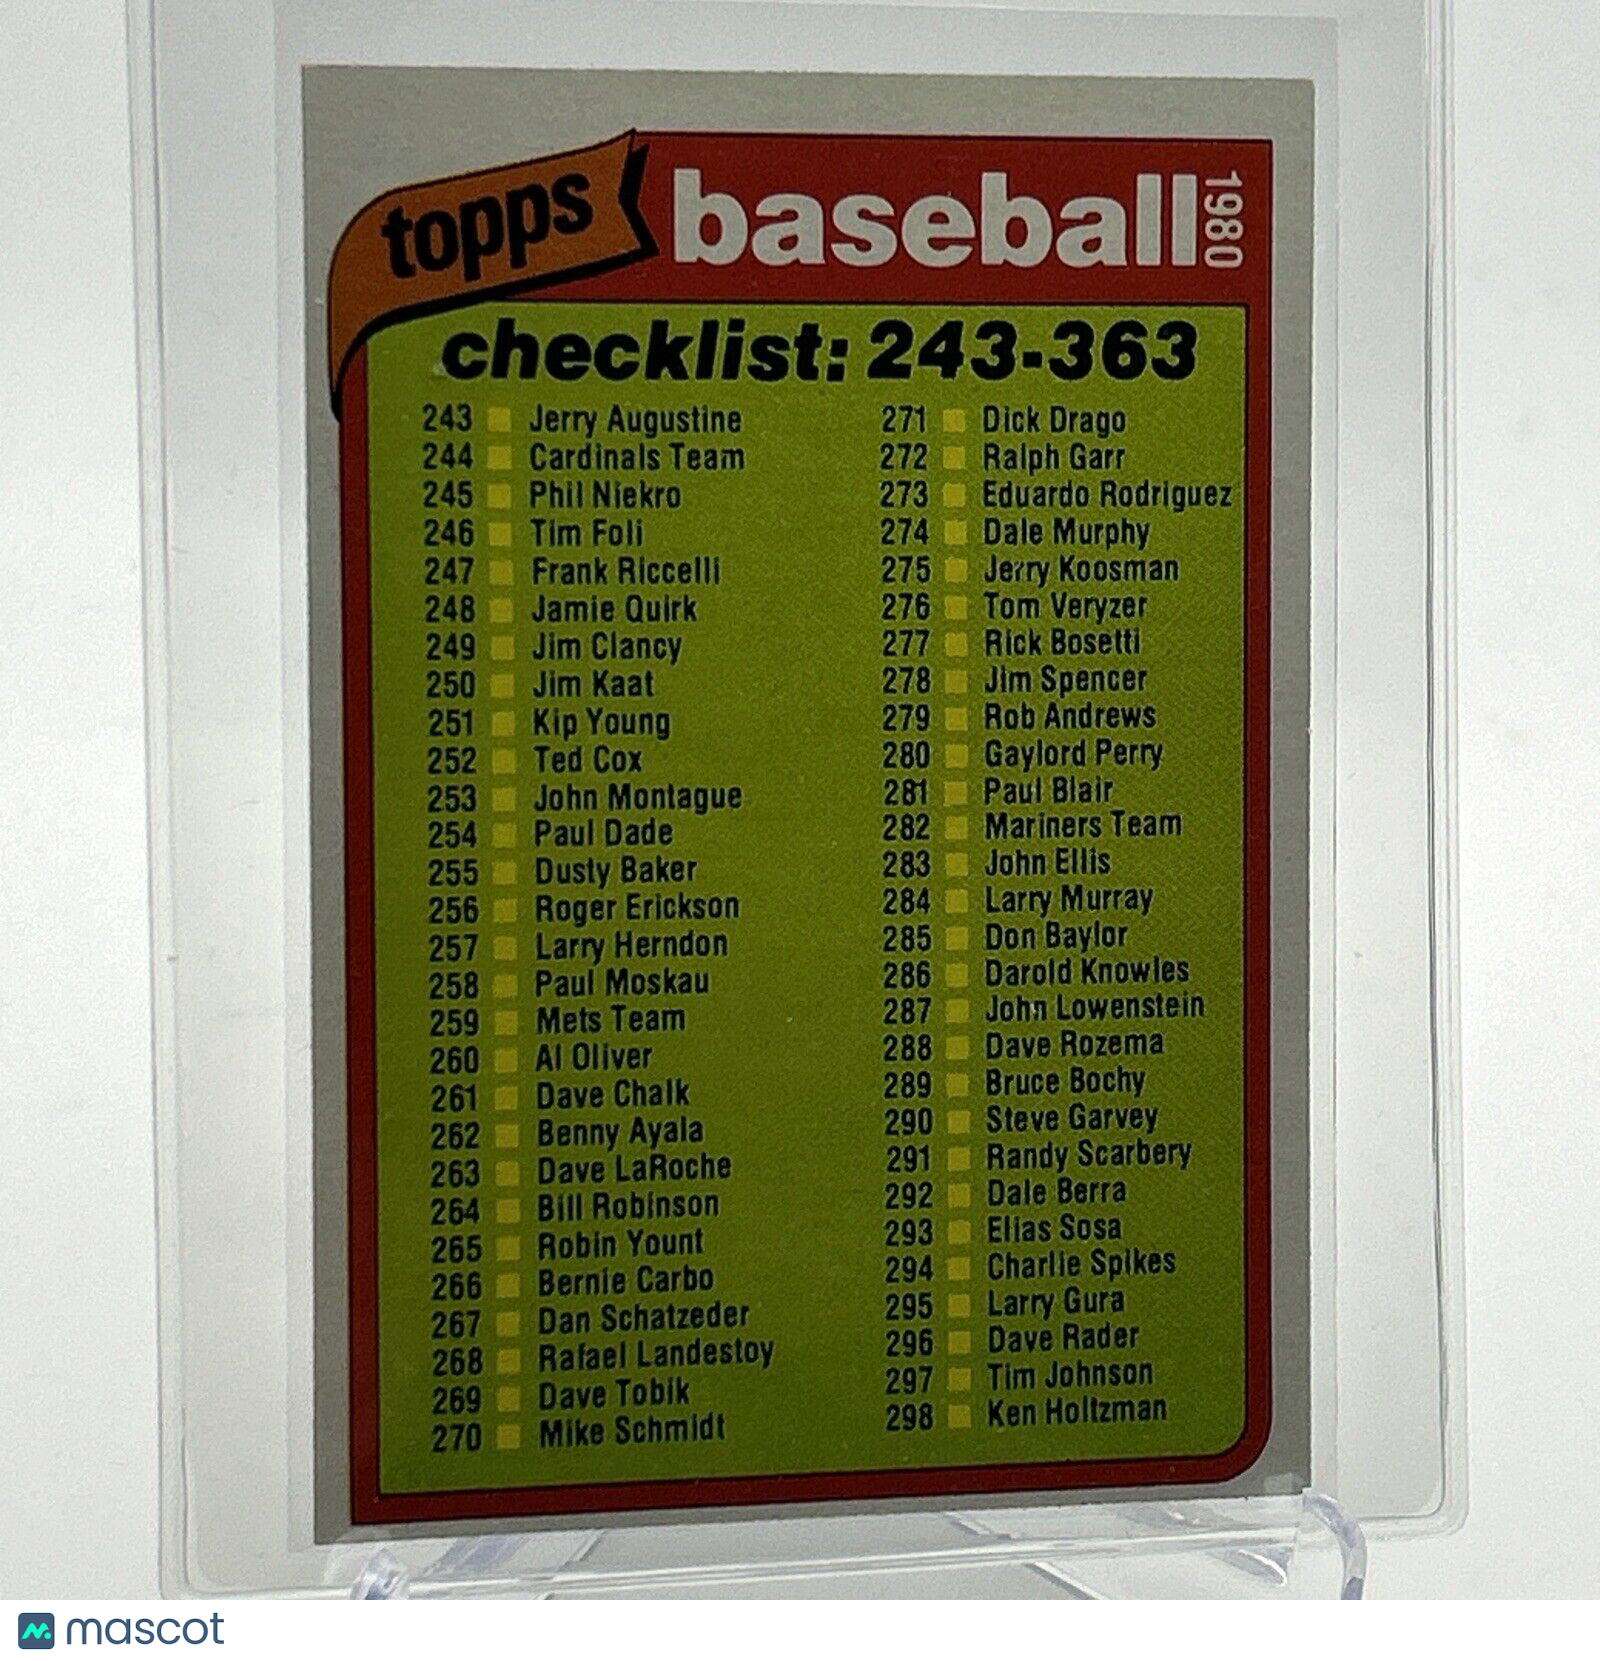 topps baseball 1980
checklist: 243-363
243 Jerry Augustine
244 Cardinals Team
245 Phil Niekro
246 Tim Foli
247 Frank Riccelli
248 Jamie Quirk
249 Jim Clancy
250 Jim Kaat
251 Kip Young
252 Ted Cox
253 John Montague
254 Paul Dade
255 Dusty Baker
256 Roger Erickson
257 Larry Herndon
258 Paul Moskau
259 Mets Team
260 Al Oliver
261 Dave Chalk
262 Benny Ayala
263 Dave LaRoche
264 Bill Robinson
265 Robin Yount
266 Bernie Carbo
267 Dan Schatzeder
268 Rafael Landestoy
269 Dave Tobik
270 Mike Schmidt
271 Dick Drago
272 Ralph Garr
273 Eduardo Rodriguez
274 Dale Murphy
275 Jerry Koosman
276 Tom Veryzer
277 Rick Bosetti
278 Jim Spencer
279 Rob Andrews
280 Gaylord Perry
281 Paul Blair
282 Mariners Team
283 John Ellis
284 Larry Murray
285 Don Baylor
286 Darold Knowles
287 John Lowenstein
288 Dave Rozema
289 Bruce Bochy
290 Steve Garvey
291 Randy Scarbery
292 Dale Berra
293 Elias Sosa
294 Charlie Spikes
295 Larry Gura
296 Dave Rader
297 Tim Johnson
298 Ken Holtzman
mascot